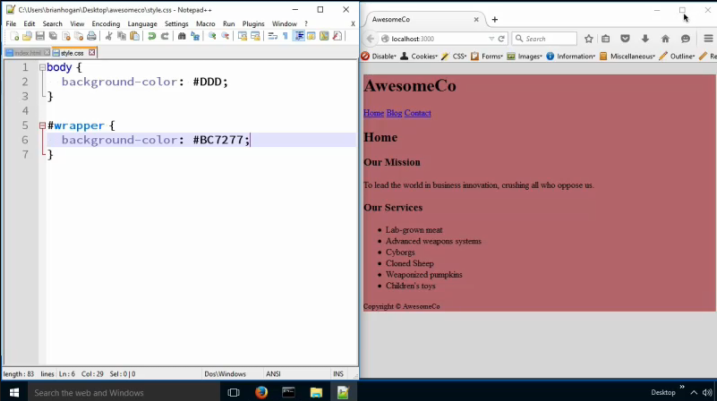 C:\Users\brianhogan\Desktop\awesomeco\style.css - Notepad++
File Edit Search View Encoding Language Settings Macro Run Plugins Window ? X
index.html style.css
1 body {
2 background-color: #DDD;
3 }
4
5 #wrapper {
6 background-color: #BC7277;
7 }
length : 83 lines : Ln : 6 Col : 29 Sel : 0 | 0 Dos\Windows ANSI INS
AwesomeCo
localhost:3000 Search
Disable Cookies CSS Forms Images Information Miscellaneous Outline Re
AwesomeCo
Home Blog Contact
Home
Our Mission
To lead the world in business innovation, crushing all who oppose us.
Our Services
Lab-grown meat
Advanced weapons systems
Cyborgs
Cloned Sheep
Weaponized pumpkins
Children's toys
Copyright © AwesomeCo
Search the web and Windows
Desktop